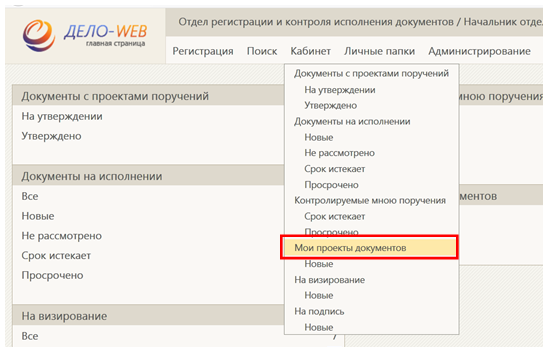 Отдел регистрации и контроля исполнения документов / Начальник отде
ДЕЛО-WEB
главная страница
Регистрация Поиск Кабинет Личные папки Администрирование
Документы с проектами поручений
На утверждении
Утверждено
Документы на исполнении
Все
Новые
Не рассмотрено
Срок истекает
Просрочено
На визирование
Все 7
Документы с проектами поручений
На утверждении
Утверждено
Документы на исполнении
Новые
Не рассмотрено
Срок истекает
Просрочено
Контролируемые мною поручения
Срок истекает
Просрочено
Мои проекты документов
Новые
На визирование
Новые
На подпись
Новые
мною поручения
ментов